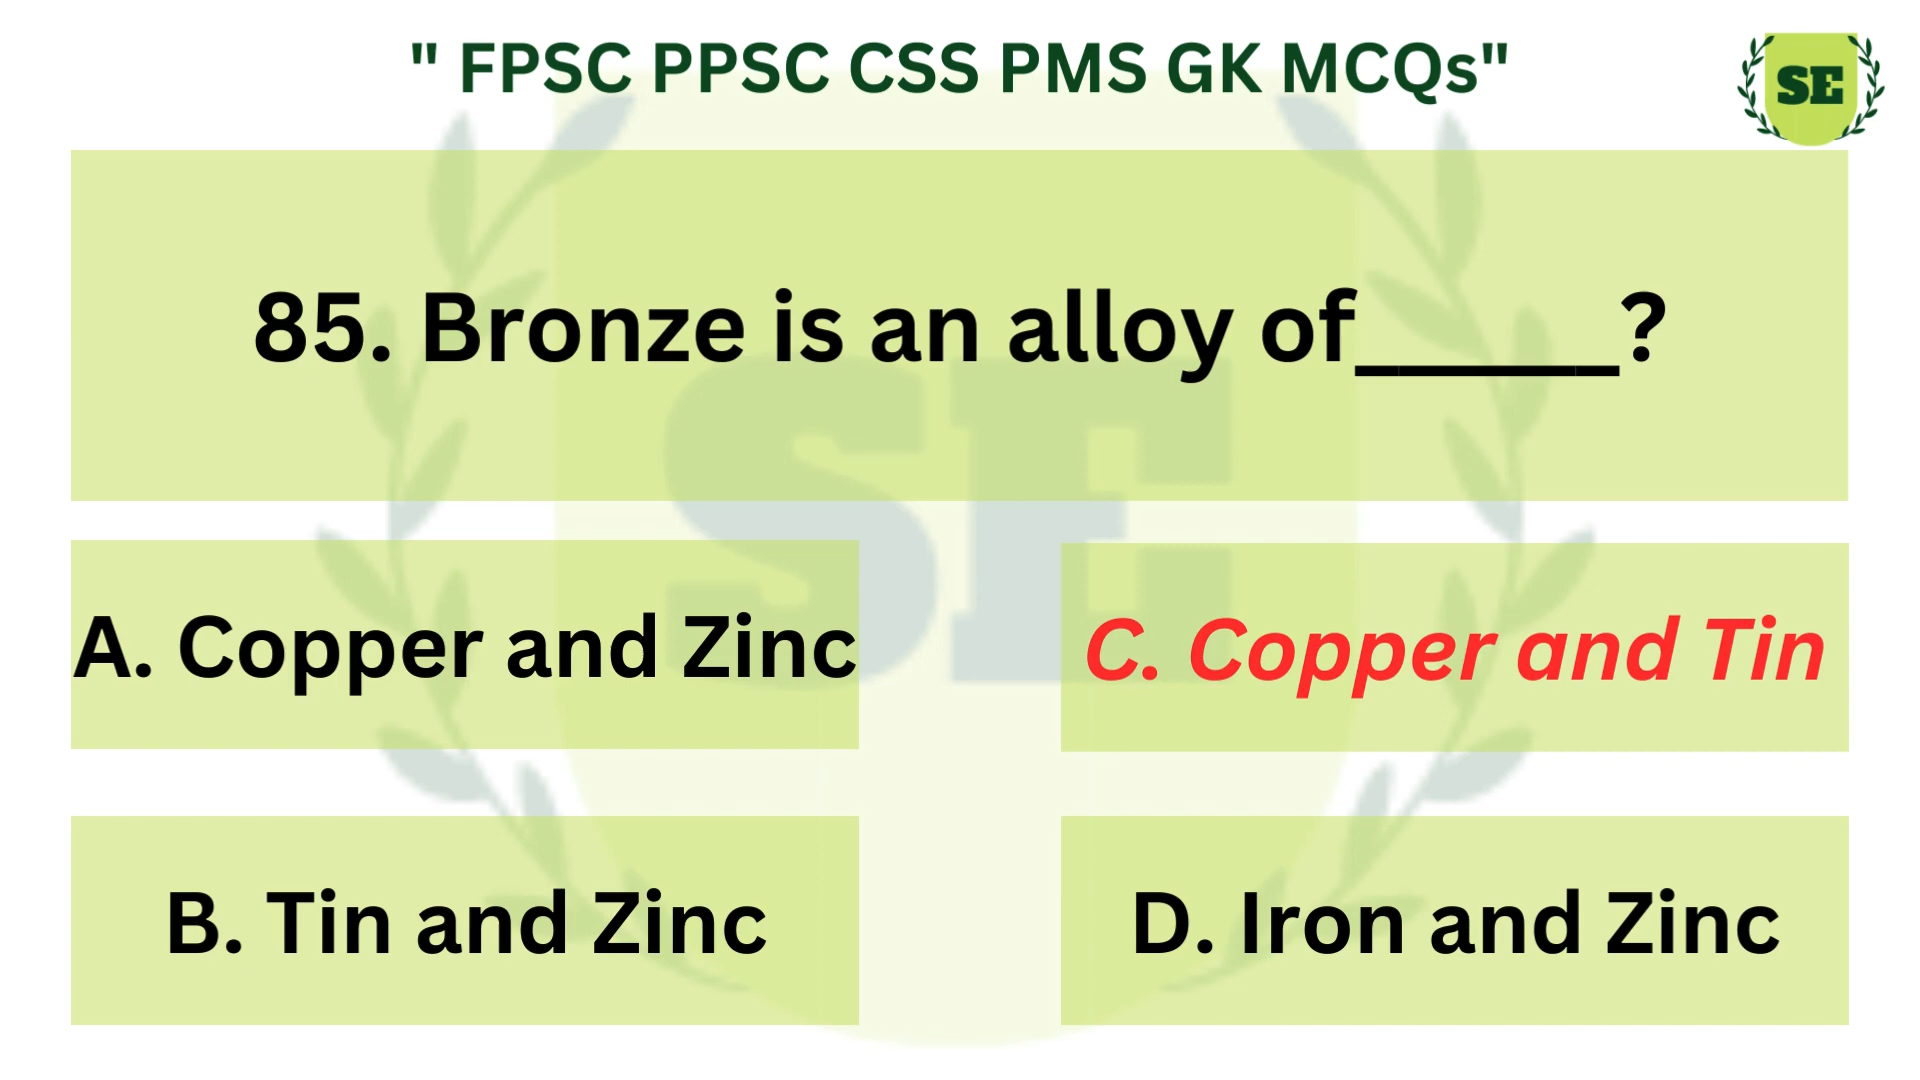 " FPSC PPSC CSS PMS GK MCQs"
SE
85. Bronze is an alloy of______?
SE
A. Copper and Zinc
C. Copper and Tin
B. Tin and Zinc
D. Iron and Zinc